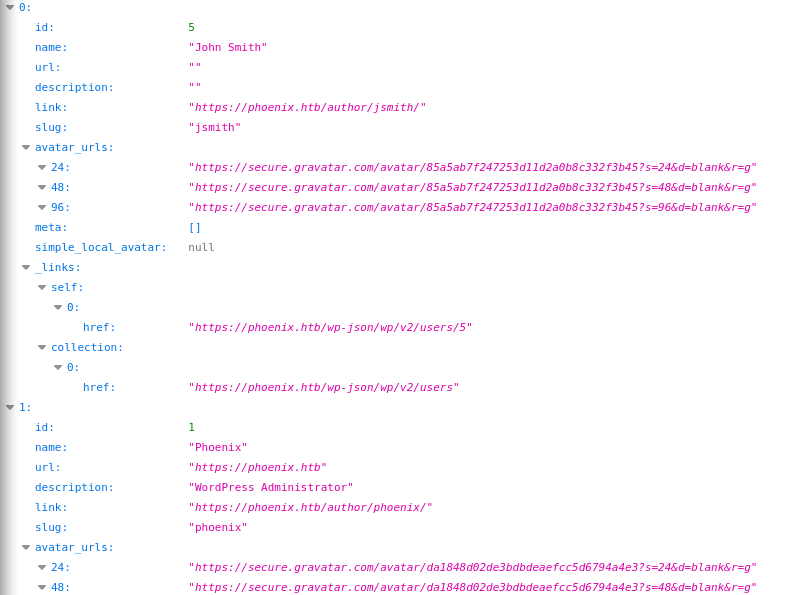 0:
id: 5
name: "John Smith"
url: ""
description: ""
link: "https://phoenix.htb/author/jsmith/"
slug: "jsmith"
avatar_urls:
24: "https://secure.gravatar.com/avatar/85a5ab7f247253d11d2a0b8c332f3b45?s=24&d=blank&r=g"
48: "https://secure.gravatar.com/avatar/85a5ab7f247253d11d2a0b8c332f3b45?s=48&d=blank&r=g"
96: "https://secure.gravatar.com/avatar/85a5ab7f247253d11d2a0b8c332f3b45?s=96&d=blank&r=g"
meta: []
simple_local_avatar: null
_links:
self:
0:
href: "https://phoenix.htb/wp-json/wp/v2/users/5"
collection:
0:
href: "https://phoenix.htb/wp-json/wp/v2/users"
1:
id: 1
name: "Phoenix"
url: "https://phoenix.htb"
description: "WordPress Administrator"
link: "https://phoenix.htb/author/phoenix/"
slug: "phoenix"
avatar_urls:
24: "https://secure.gravatar.com/avatar/da1848d02de3bdbdeaefcc5d6794a4e3?s=24&d=blank&r=g"
48: "https://secure.gravatar.com/avatar/da1848d02de3bdbdeaefcc5d6794a4e3?s=48&d=blank&r=g"